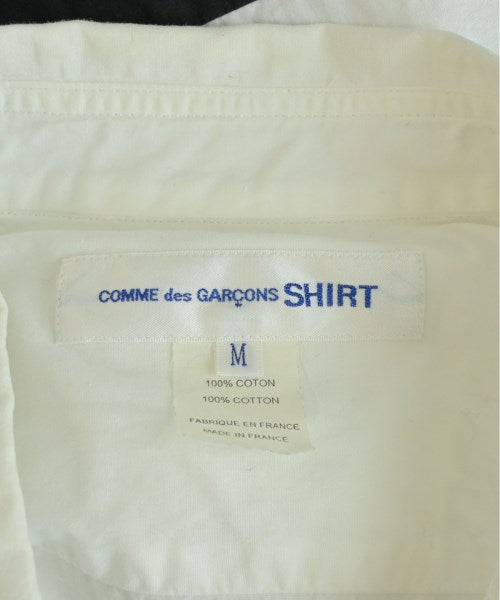 COMME des GARÇONS SHIRT
M
100% COTON
100% COTTON
FABRIQUE EN FRANCE
MADE IN FRANCE